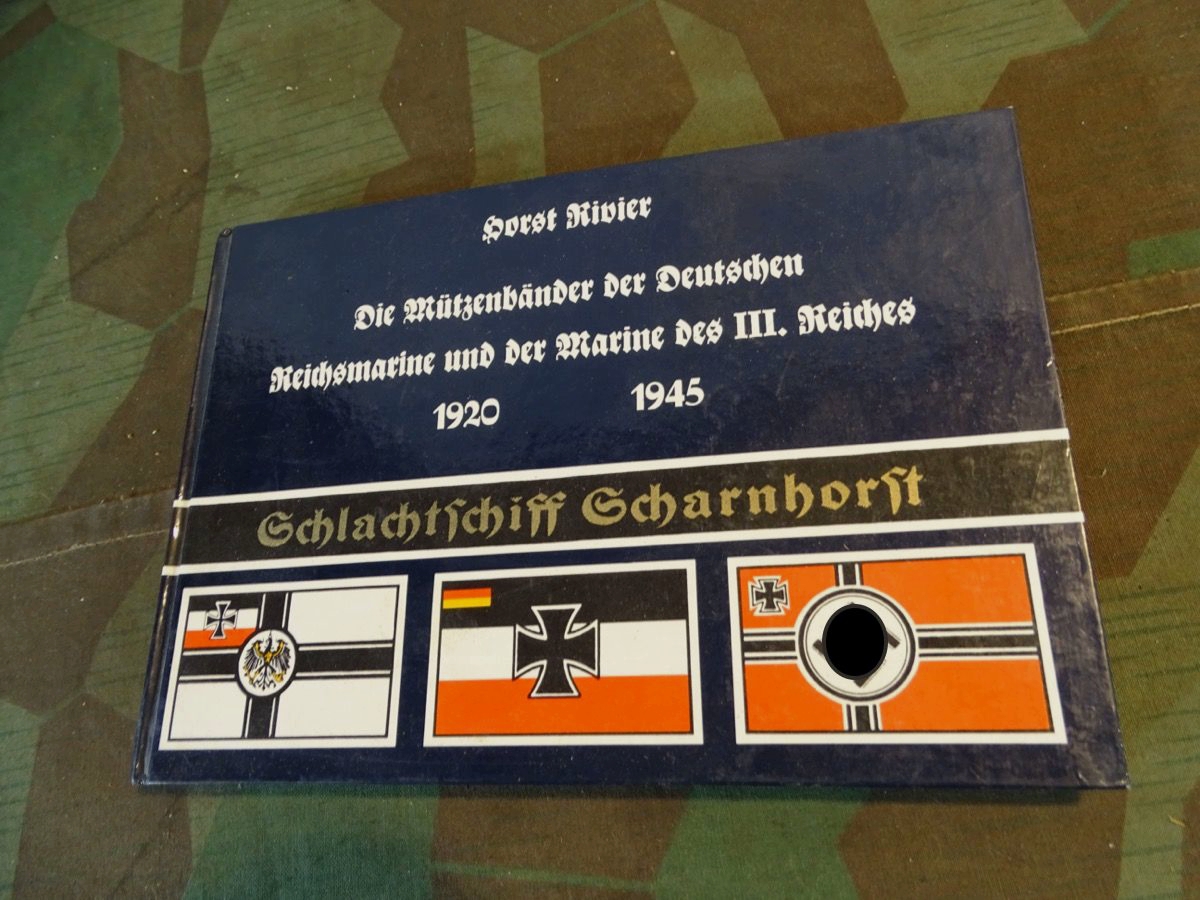 Horst Rivier
Die Mützenbänder der Deutschen
Reichsmarine und der Marine des III. Reiches
1920 1945
Schlachtſchiff Scharnhorſt